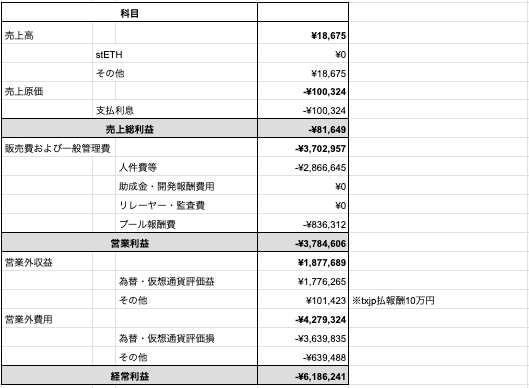 科目
売上高 ¥18,675
stETH ¥0
その他 ¥18,675
売上原価 -¥100,324
支払利息 -¥100,324
売上総利益 -¥81,649
販売費および一般管理費 -¥3,702,957
人件費等 -¥2,866,645
助成金・開発報酬費用 ¥0
リレーヤー・監査費 ¥0
プール報酬費 -¥836,312
営業利益 -¥3,784,606
営業外収益 ¥1,877,689
為替・仮想通貨評価益 ¥1,776,265
その他 ¥101,423 ※txjp払報酬10万円
営業外費用 -¥4,279,324
為替・仮想通貨評価損 -¥3,639,835
その他 -¥639,488
経常利益 -¥6,186,241